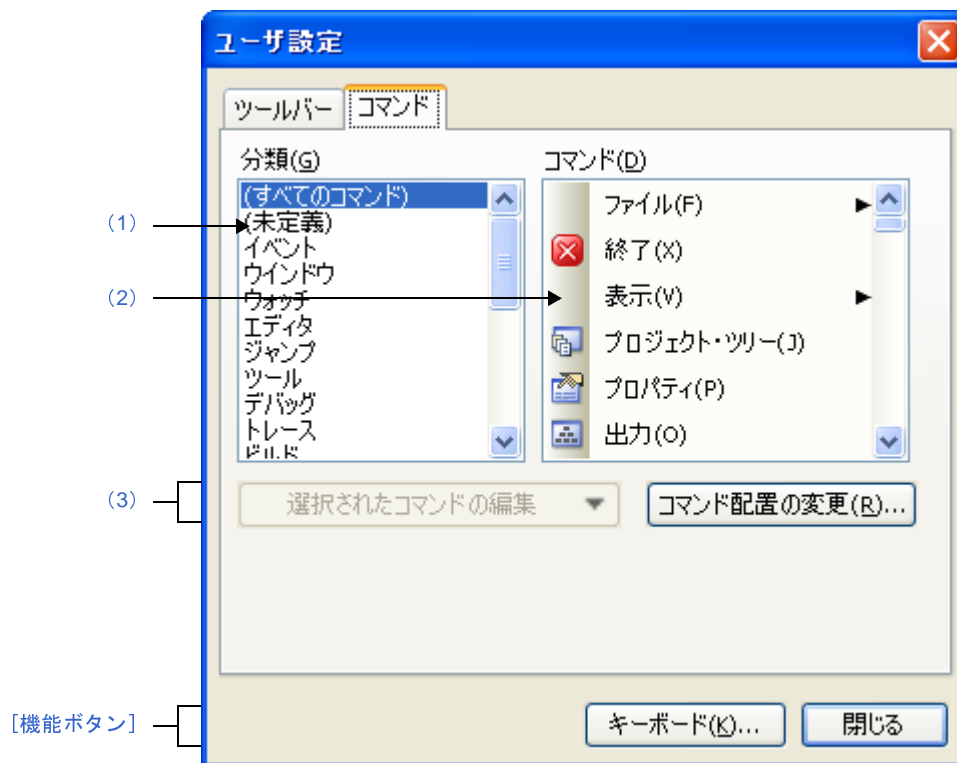 ユーザ設定
ツールバー コマンド
分類(G) コマンド(D)
(1)
(すべてのコマンド)
(未定義)
イベント
ウインドウ
ウォッチ
エディタ
ジャンプ
ツール
デバッグ
トレース
ビルド
(2)
ファイル(F)
終了(X)
表示(V)
プロジェクト・ツリー(J)
プロパティ(P)
出力(O)
(3)
選択されたコマンドの編集 コマンド配置の変更(R)...
[機能ボタン]
キーボード(K)... 閉じる